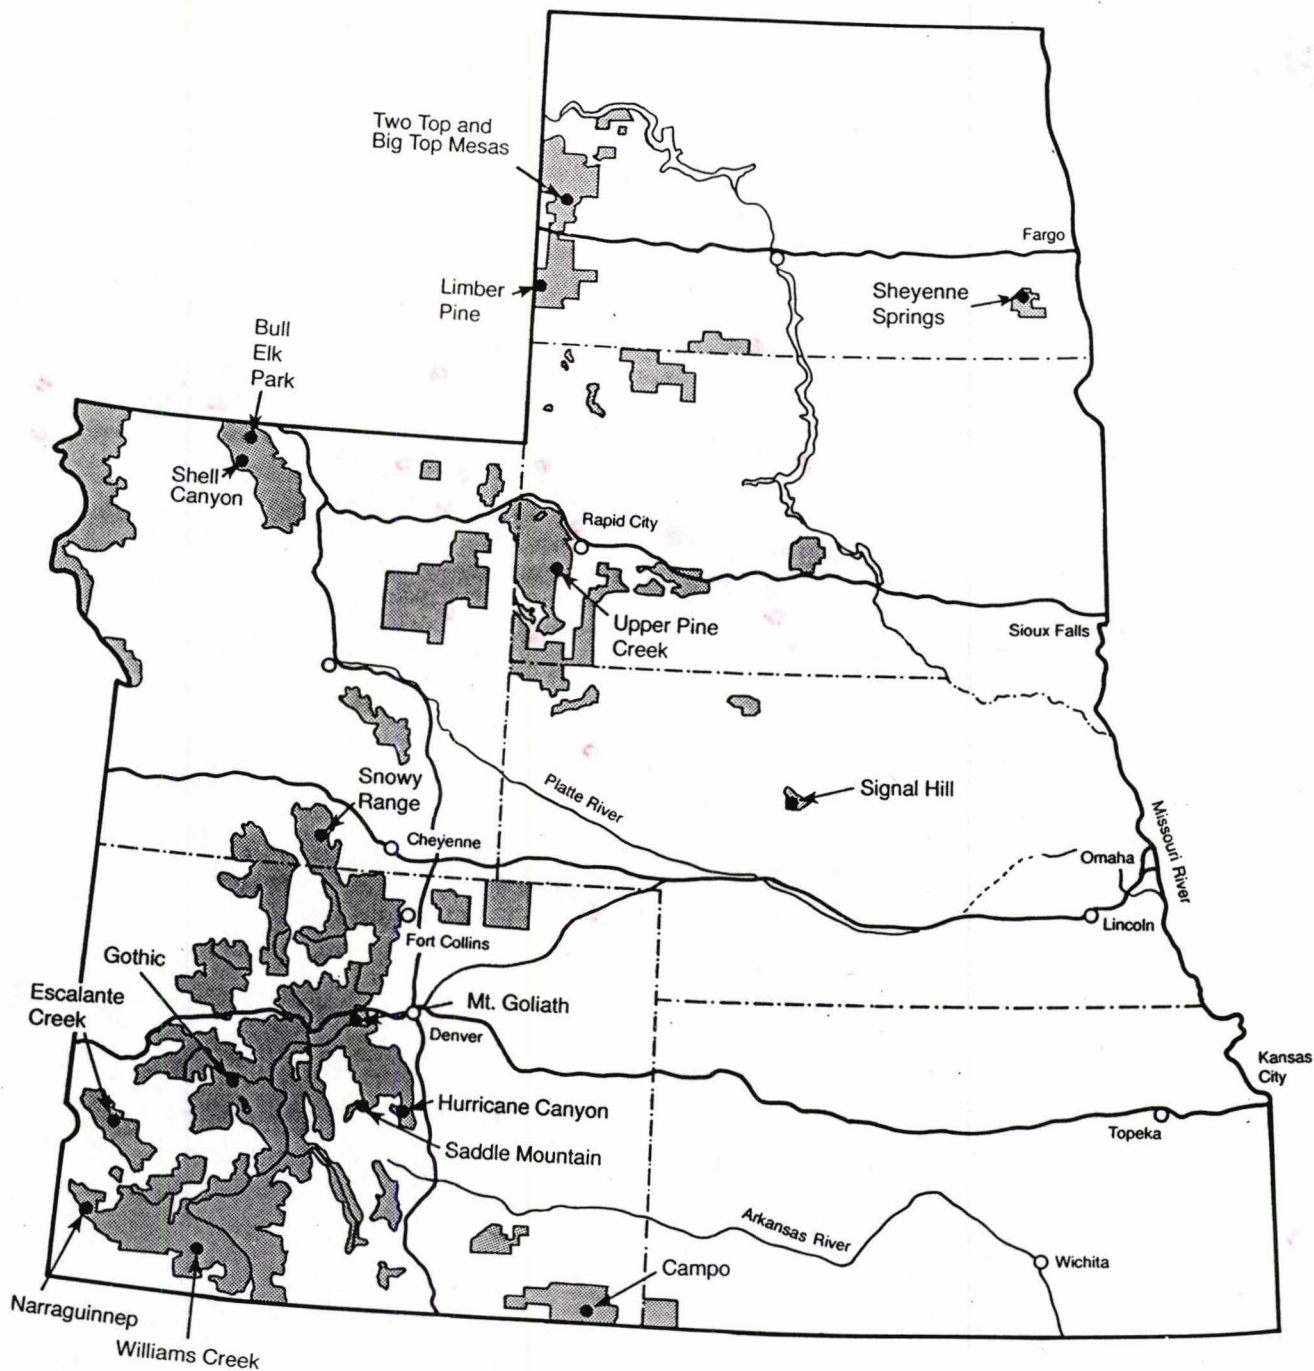 Two Top and
Big Top Mesas
Fargo
Limber
Pine
Sheyenne
Springs
Bull
Elk
Park
Shell
Canyon
Rapid City
Upper Pine
Creek
Sioux Falls
Snowy
Range
Platte River
Signal Hill
Cheyenne
Omaha
Missouri River
Lincoln
Fort Collins
Gothic
Escalante
Creek
Mt. Goliath
Denver
Kansas
City
Hurricane Canyon
Topeka
Saddle Mountain
Arkansas River
Wichita
Campo
Narraguinnep
Williams Creek